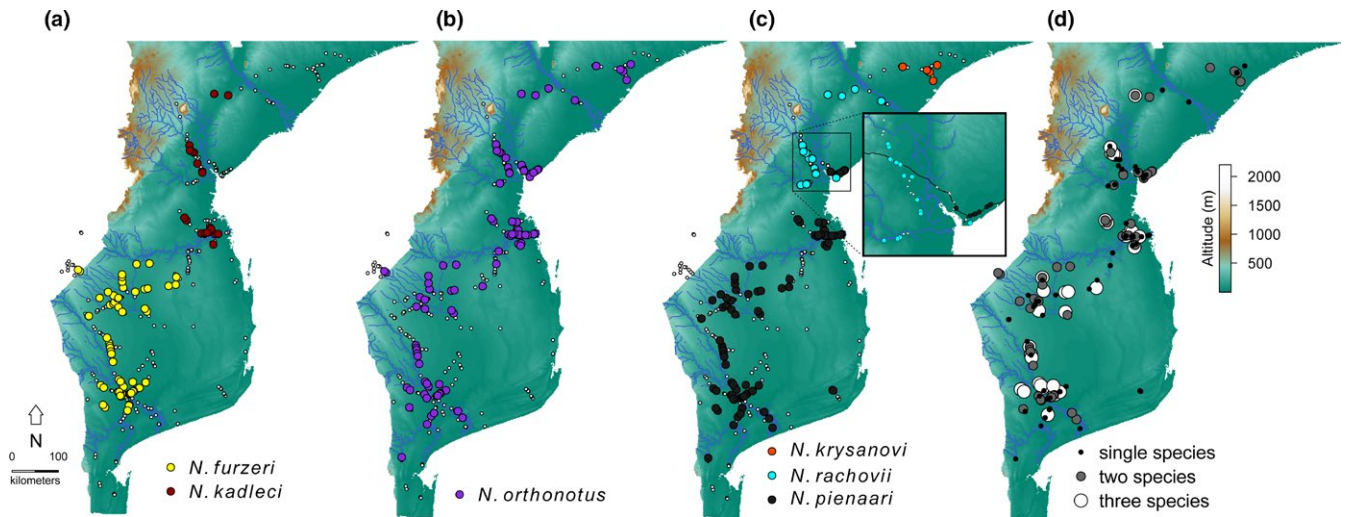 (a)
(b)
(c)
(d)
2000
1500
1000
500
Altitude (m)
N
0 100
kilometers
N. furzeri
N. kadleci
N. orthonotus
N. krysanovi
N. rachovii
N. pienaari
single species
two species
three species